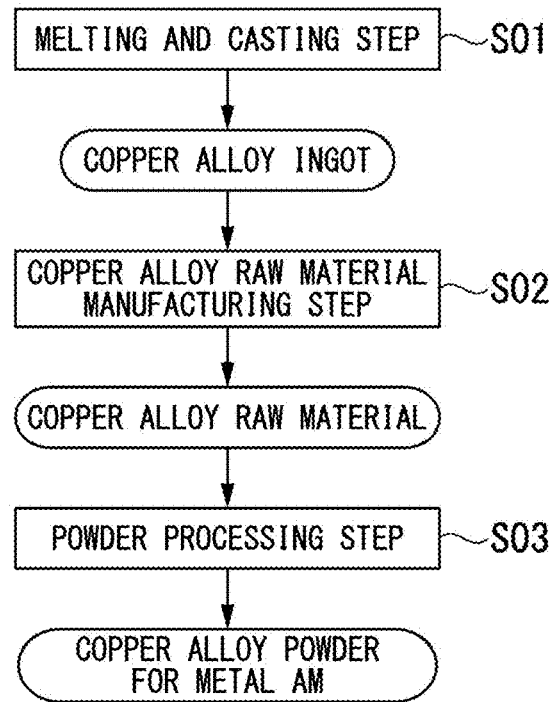 MELTING AND CASTING STEP S01
COPPER ALLOY INGOT
COPPER ALLOY RAW MATERIAL
MANUFACTURING STEP S02
COPPER ALLOY RAW MATERIAL
POWDER PROCESSING STEP S03
COPPER ALLOY POWDER
FOR METAL AM